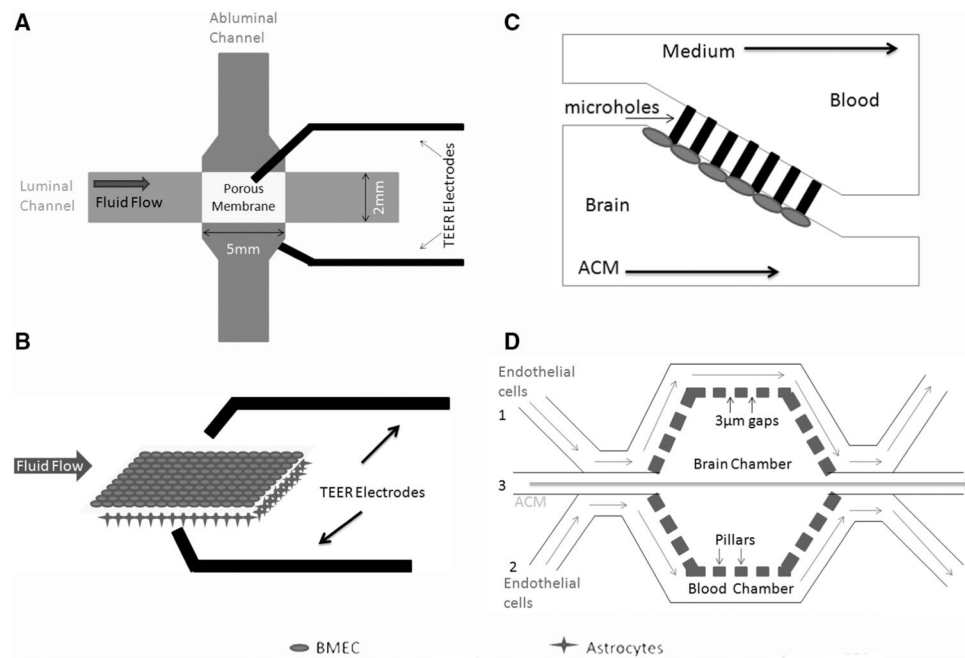 A
Abluminal
Channel
Luminal
Channel
Fluid Flow
Porous
Membrane
2mm
5mm
TEER Electrodes
B
Fluid Flow
TEER Electrodes
C
Medium
Blood
microholes
Brain
ACM
D
Endothelial
cells
1
3µm gaps
Brain Chamber
3
ACM
Pillars
2
Endothelial
cells
Blood Chamber
BMEC
Astrocytes